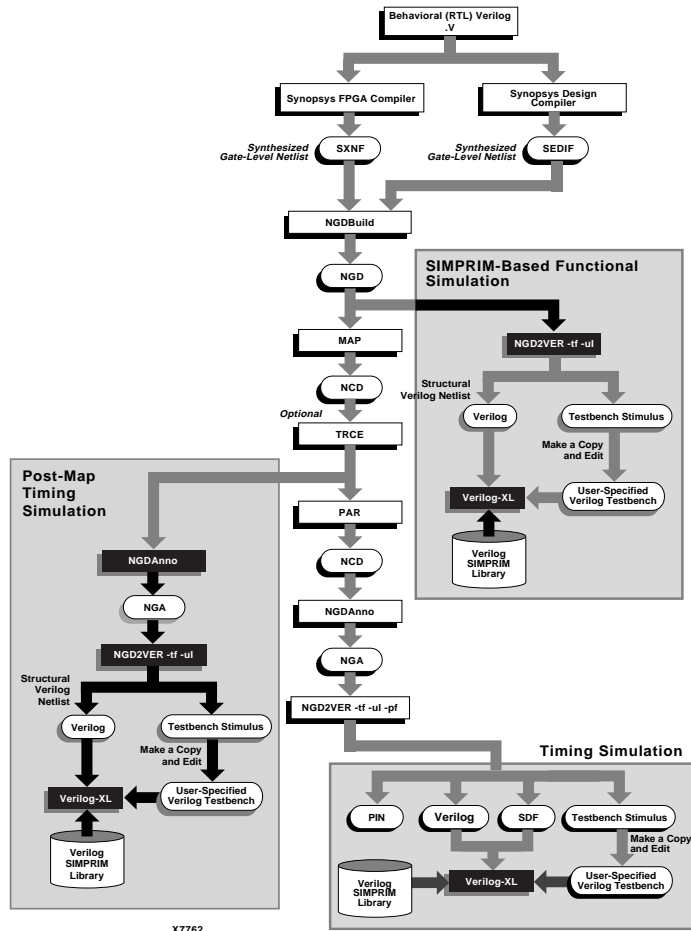 Behavioral (RTL) Verilog
.V
Synopsys FPGA Compiler
Synopsys Design
Compiler
Synthesized
Gate-Level Netlist
SXNF
Synthesized
Gate-Level Netlist
SEDIF
NGDBuild
NGD
SIMPRIM-Based Functional
Simulation
MAP
NGD2VER -tf -ul
NCD
Structural
Verilog Netlist
Optional
Verilog
Testbench Stimulus
TRCE
Make a Copy
and Edit
Post-Map
Timing
Simulation
Verilog-XL
User-Specified
Verilog Testbench
PAR
Verilog
SIMPRIM
Library
NGDAnno
NCD
NGA
NGDAnno
NGD2VER -tf -ul
NGA
Structural
Verilog
Netlist
NGD2VER -tf -ul -pf
Verilog
Testbench Stimulus
Make a Copy
and Edit
Timing Simulation
Verilog-XL
User-Specified
Verilog Testbench
PIN
Verilog
SDF
Testbench Stimulus
Make a Copy
and Edit
Verilog
SIMPRIM
Library
Verilog
SIMPRIM
Library
Verilog-XL
User-Specified
Verilog Testbench
X7762